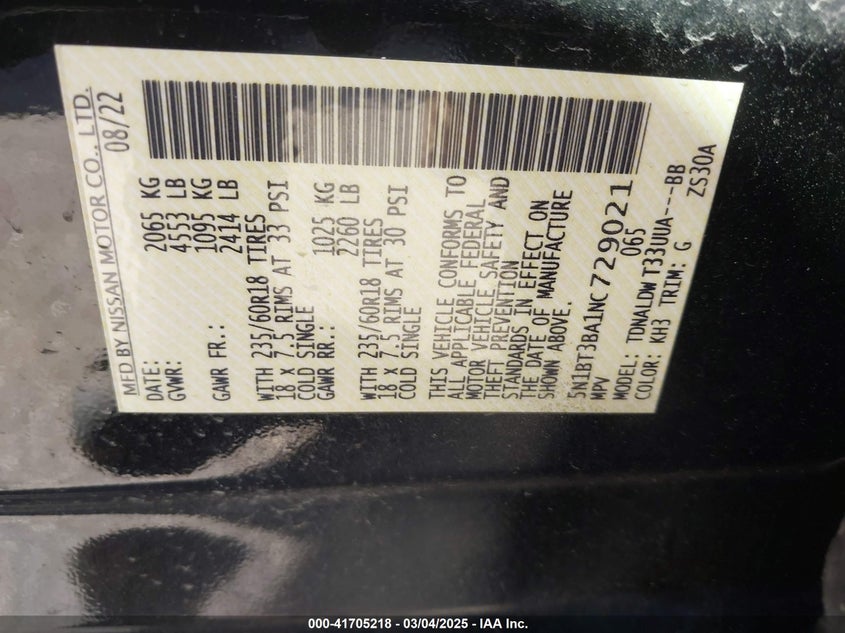 MFD BY NISSAN MOTOR CO., LTD.
DATE: 08/22
GVWR: 2065 KG
4553 LB
GAWR FR.: 1095 KG
2414 LB
WITH 235/60R18 TIRES
18 X 7.5 RIMS AT 33 PSI
COLD SINGLE
GAWR RR.: 1025 KG
2260 LB
WITH 235/60R18 TIRES
18 X 7.5 RIMS AT 30 PSI
COLD SINGLE
THIS VEHICLE CONFORMS TO
ALL APPLICABLE FEDERAL
MOTOR VEHICLE SAFETY AND
THEFT PREVENTION
STANDARDS IN EFFECT ON
THE DATE OF MANUFACTURE
SHOWN ABOVE.
5N1BT3BA1NC729021
MPV 065
MODEL: TDNALDW T33UUA---BB
COLOR: KH3 TRIM: G ZS30A
000-41705218 - 03/04/2025 - IAA Inc.